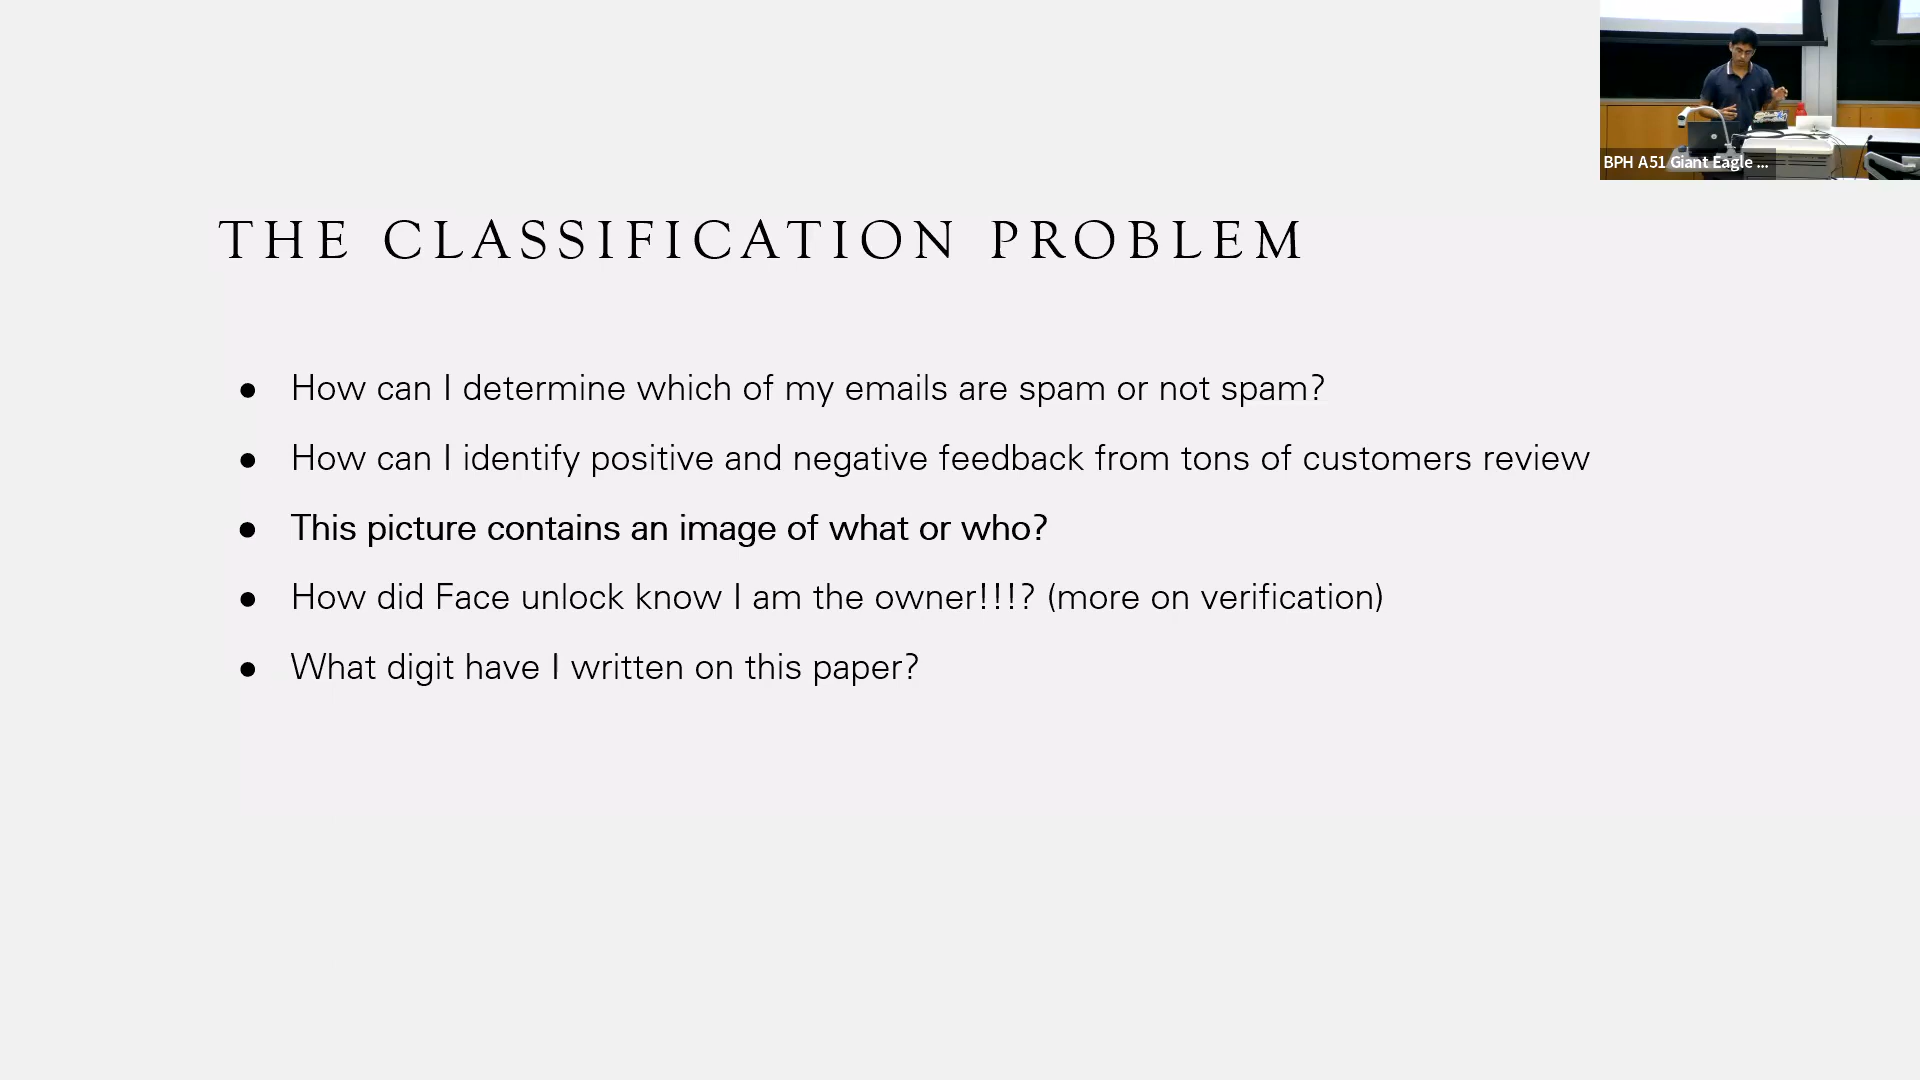 BPH A51 Giant Eagle ...
THE CLASSIFICATION PROBLEM
● How can I determine which of my emails are spam or not spam?
● How can I identify positive and negative feedback from tons of customers review
● This picture contains an image of what or who?
● How did Face unlock know I am the owner!!!? (more on verification)
● What digit have I written on this paper?